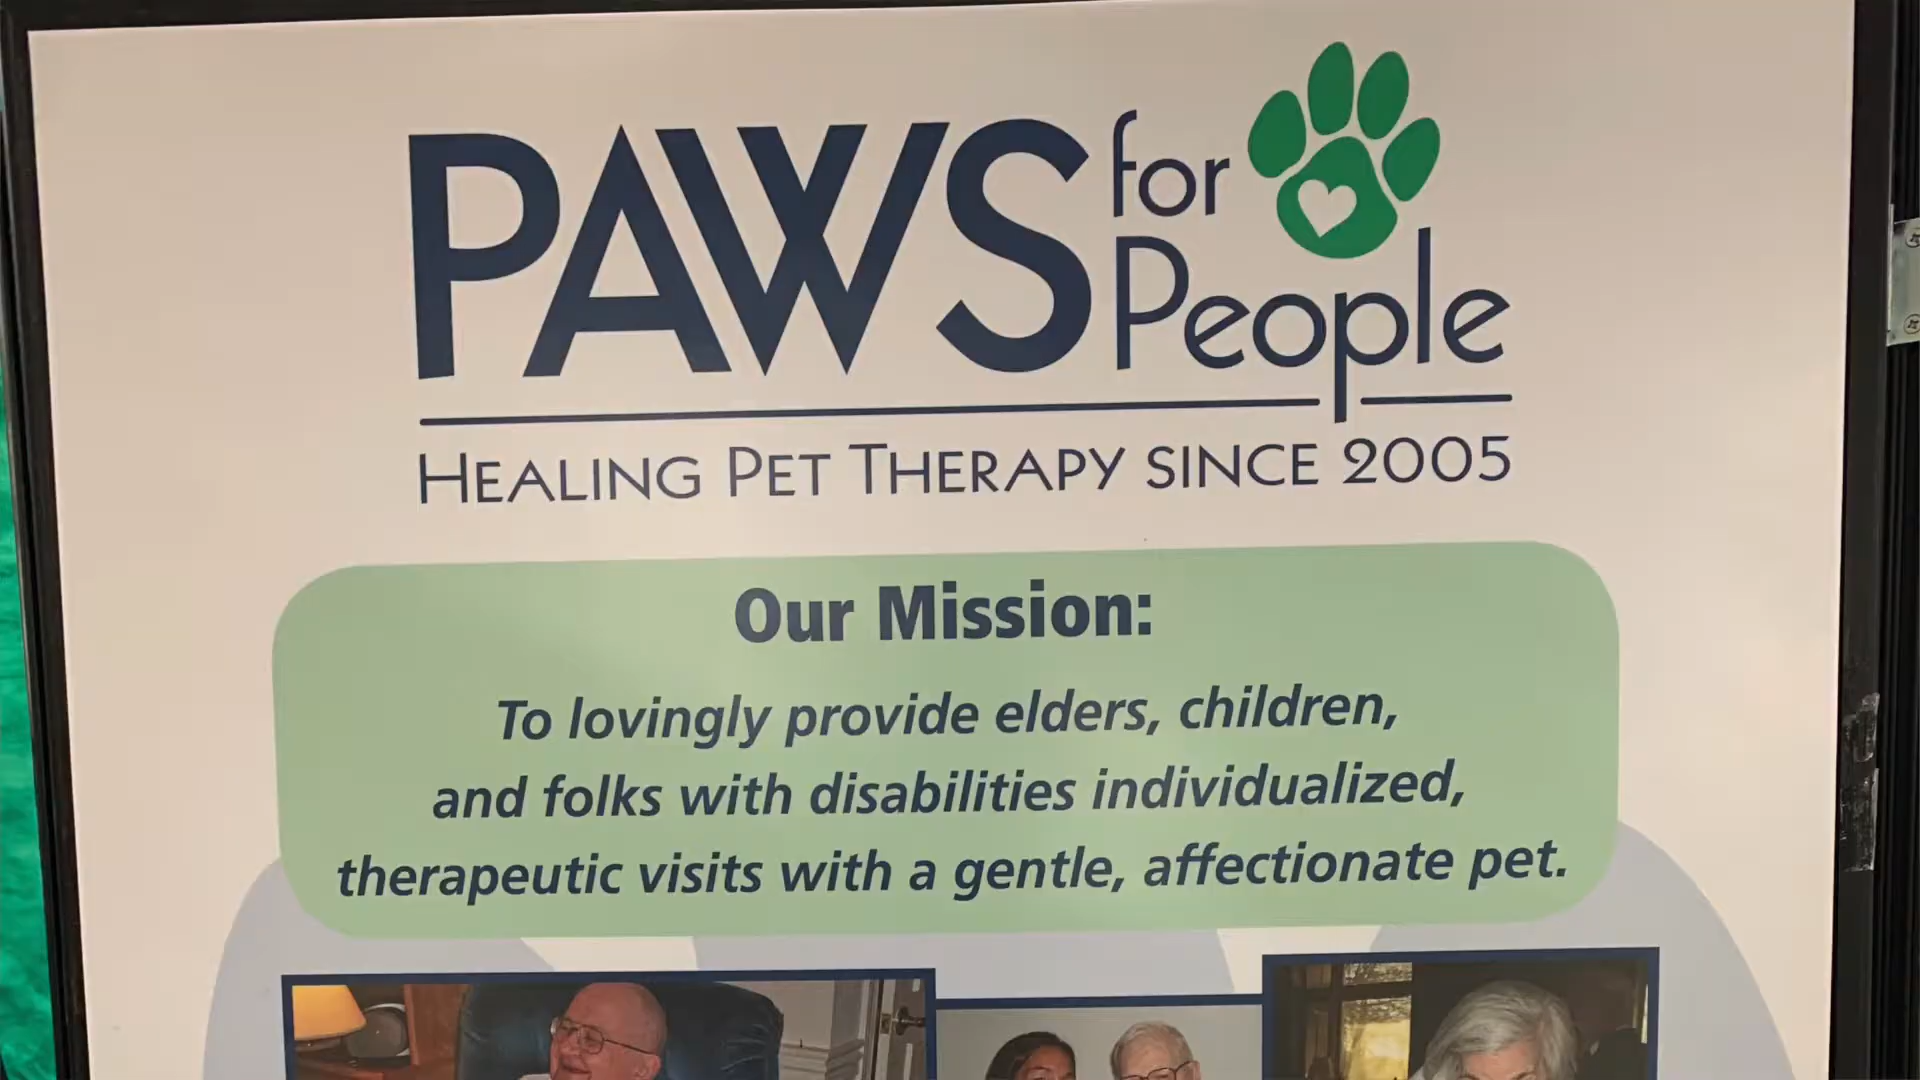 PAWS for People
HEALING PET THERAPY SINCE 2005
Our Mission:
To lovingly provide elders, children,
and folks with disabilities individualized,
therapeutic visits with a gentle, affectionate pet.